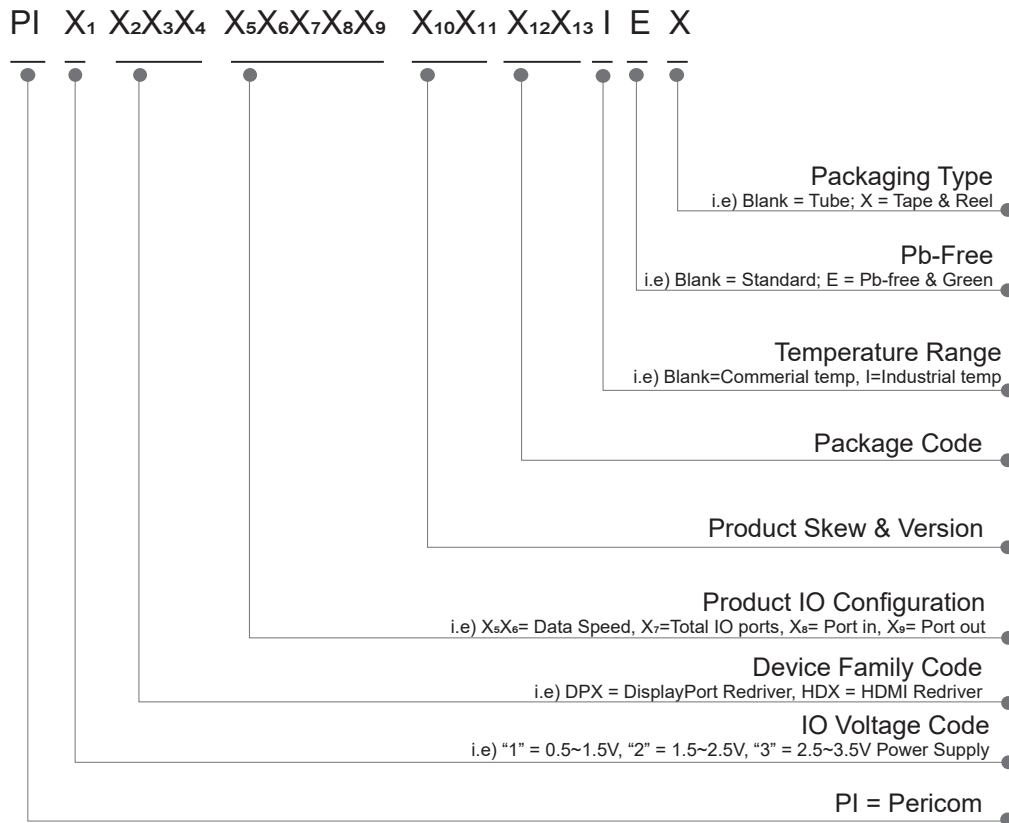 PI X₁ X₂X₃X₄ X₅X₆X₇X₈X₉ X₁₀X₁₁ X₁₂X₁₃ I E X
Packaging Type
i.e) Blank = Tube; X = Tape & Reel
Pb-Free
i.e) Blank = Standard; E = Pb-free & Green
Temperature Range
i.e) Blank=Commerial temp, I=Industrial temp
Package Code
Product Skew & Version
Product IO Configuration
i.e) X₅X₆= Data Speed, X₇=Total IO ports, X₈= Port in, X₉= Port out
Device Family Code
i.e) DPX = DisplayPort Redriver, HDX = HDMI Redriver
IO Voltage Code
i.e) “1” = 0.5~1.5V, “2” = 1.5~2.5V, “3” = 2.5~3.5V Power Supply
PI = Pericom